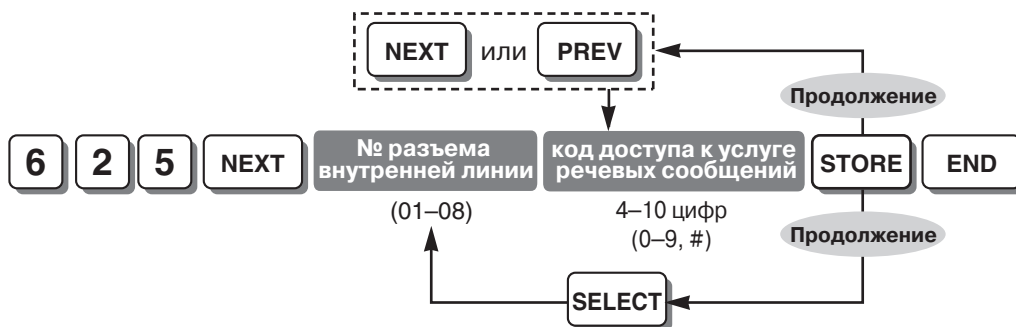 NEXT или PREV
Продолжение
6 2 5 NEXT № разъема внутренней линии код доступа к услуге речевых сообщений STORE END
(01–08)
4–10 цифр
(0–9, #)
Продолжение
SELECT